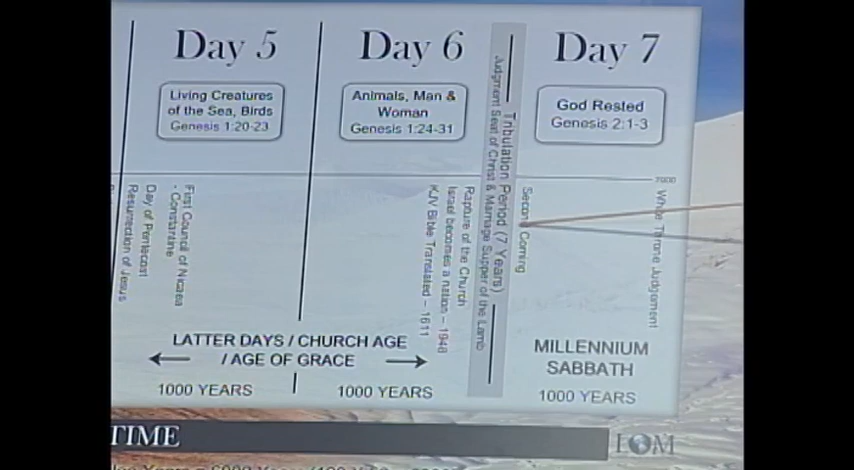 Day 5
Day 6
Day 7
Living Creatures
of the Sea, Birds
Genesis 1:20-23
Animals, Man &
Woman
Genesis 1:24-31
God Rested
Genesis 2:1-3
7000
Resurrection of Jesus
Day of Pentecost
First Council of Nicaea
- Constantine
KJV Bible Translated – 1611
Israel becomes a nation – 1948
Rapture of the Church
Judgment Seat of Christ & Marriage Supper of the Lamb
Tribulation Period (7 Years)
Second Coming
White Throne Judgement
LATTER DAYS / CHURCH AGE
/ AGE OF GRACE
1000 YEARS
1000 YEARS
MILLENNIUM
SABBATH
1000 YEARS
TIME